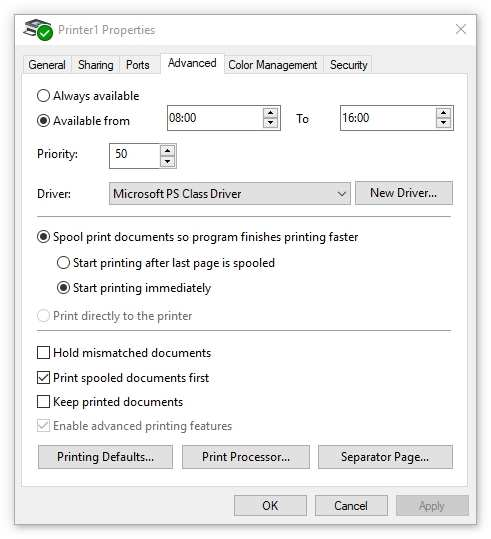 Printer1 Properties
General Sharing Ports Advanced Color Management Security
Always available
Available from 08:00 To 16:00
Priority: 50
Driver: Microsoft PS Class Driver New Driver...
Spool print documents so program finishes printing faster
Start printing after last page is spooled
Start printing immediately
Print directly to the printer
Hold mismatched documents
Print spooled documents first
Keep printed documents
Enable advanced printing features
Printing Defaults... Print Processor... Separator Page...
OK Cancel Apply